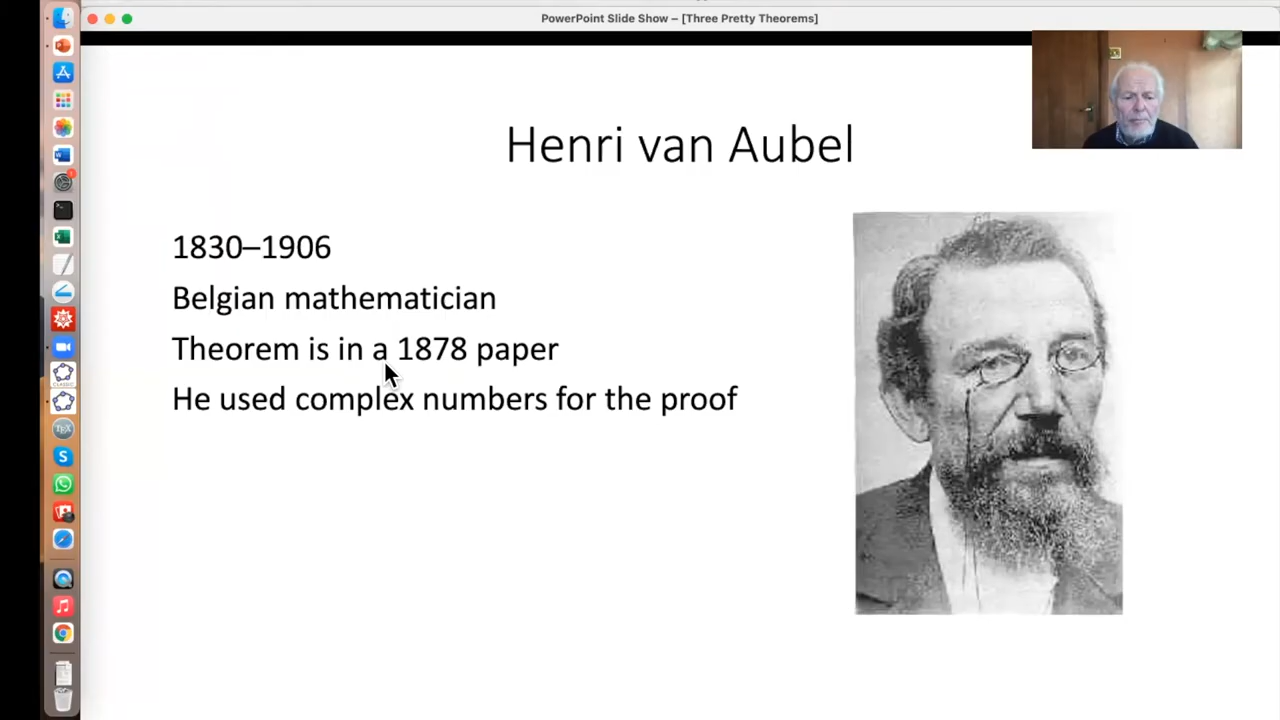 PowerPoint Slide Show – [Three Pretty Theorems]
Henri van Aubel
1830–1906
Belgian mathematician
Theorem is in a 1878 paper
He used complex numbers for the proof